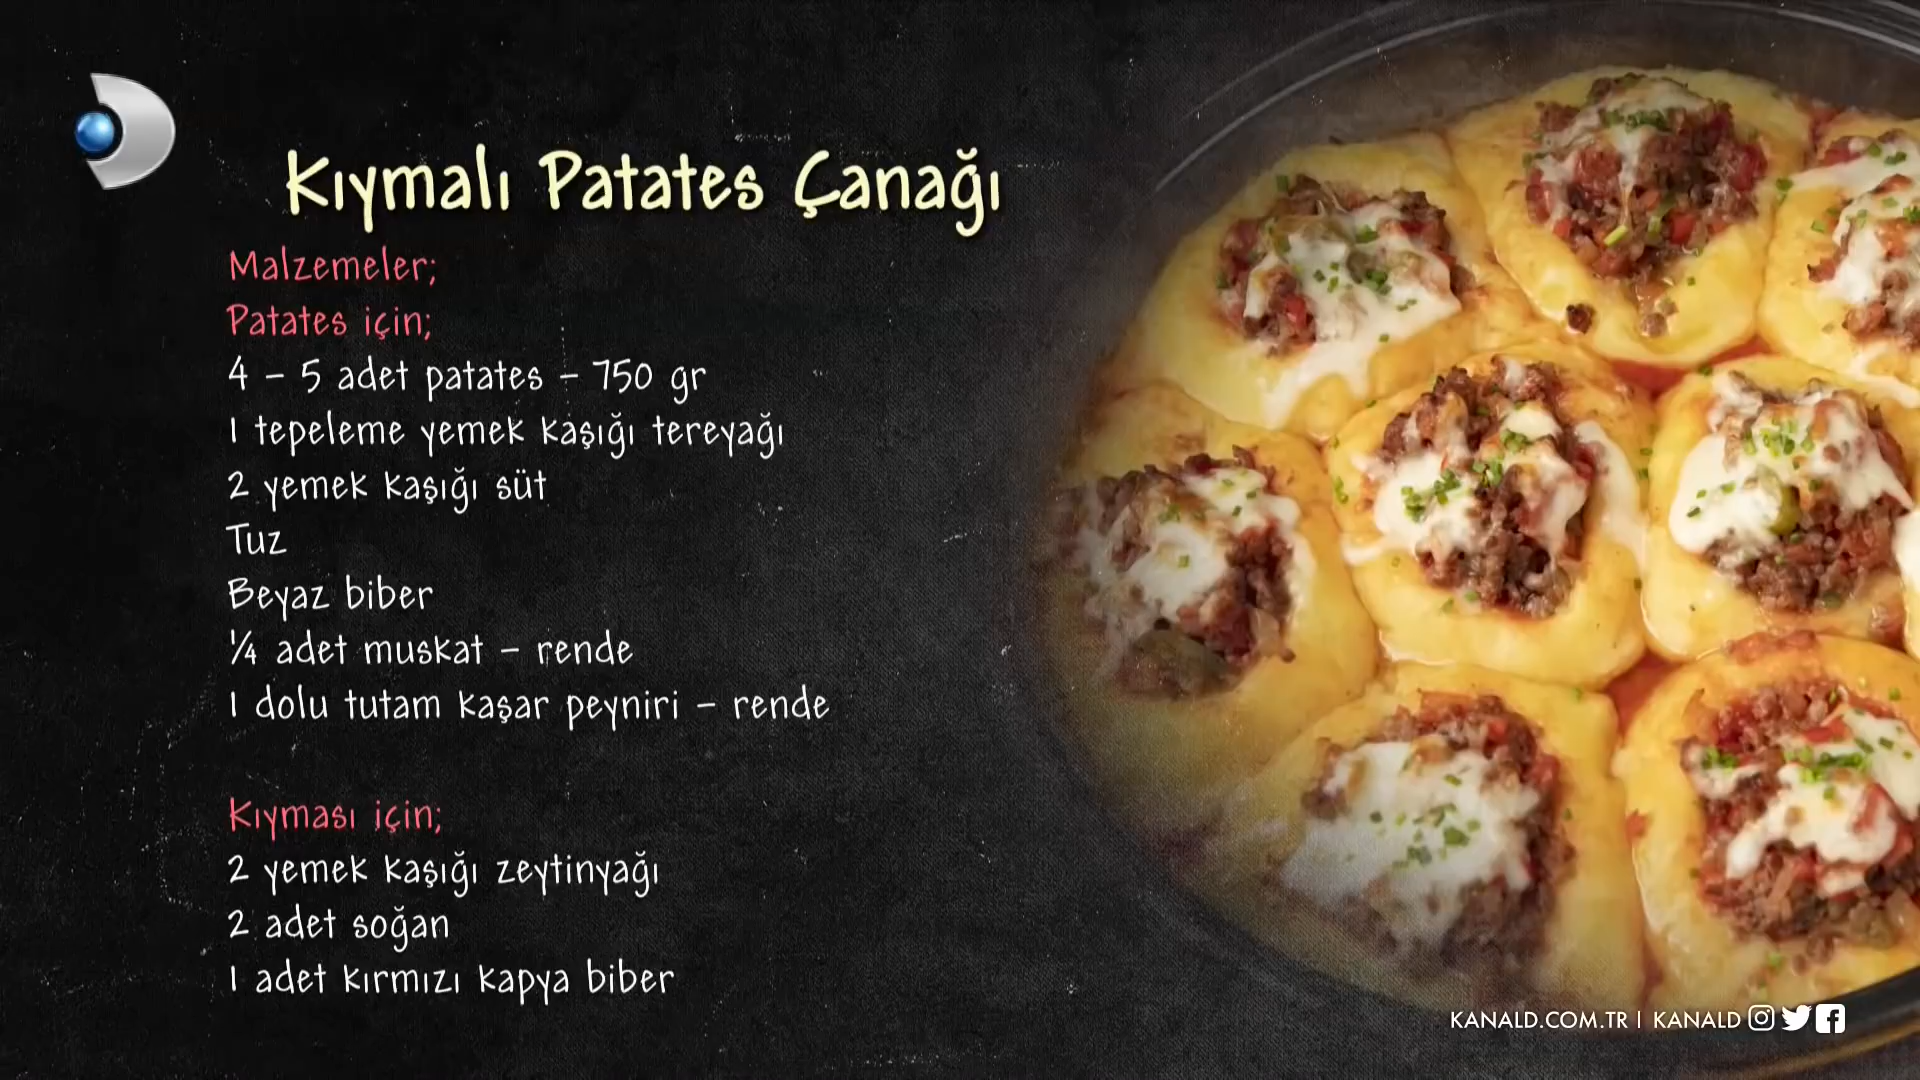 Kıymalı Patates Çanağı
Malzemeler;
Patates için;
4 – 5 adet patates – 750 gr
1 tepeleme yemek kaşığı tereyağı
2 yemek kaşığı süt
Tuz
Beyaz biber
¼ adet muskat – rende
1 dolu tutam kaşar peyniri – rende
Kıyması için;
2 yemek kaşığı zeytinyağı
2 adet soğan
1 adet kırmızı kapya biber
KANALD.COM.TR | KANALD